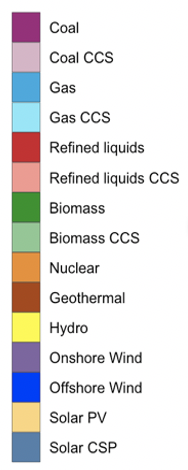 Coal
Coal CCS
Gas
Gas CCS
Refined liquids
Refined liquids CCS
Biomass
Biomass CCS
Nuclear
Geothermal
Hydro
Onshore Wind
Offshore Wind
Solar PV
Solar CSP